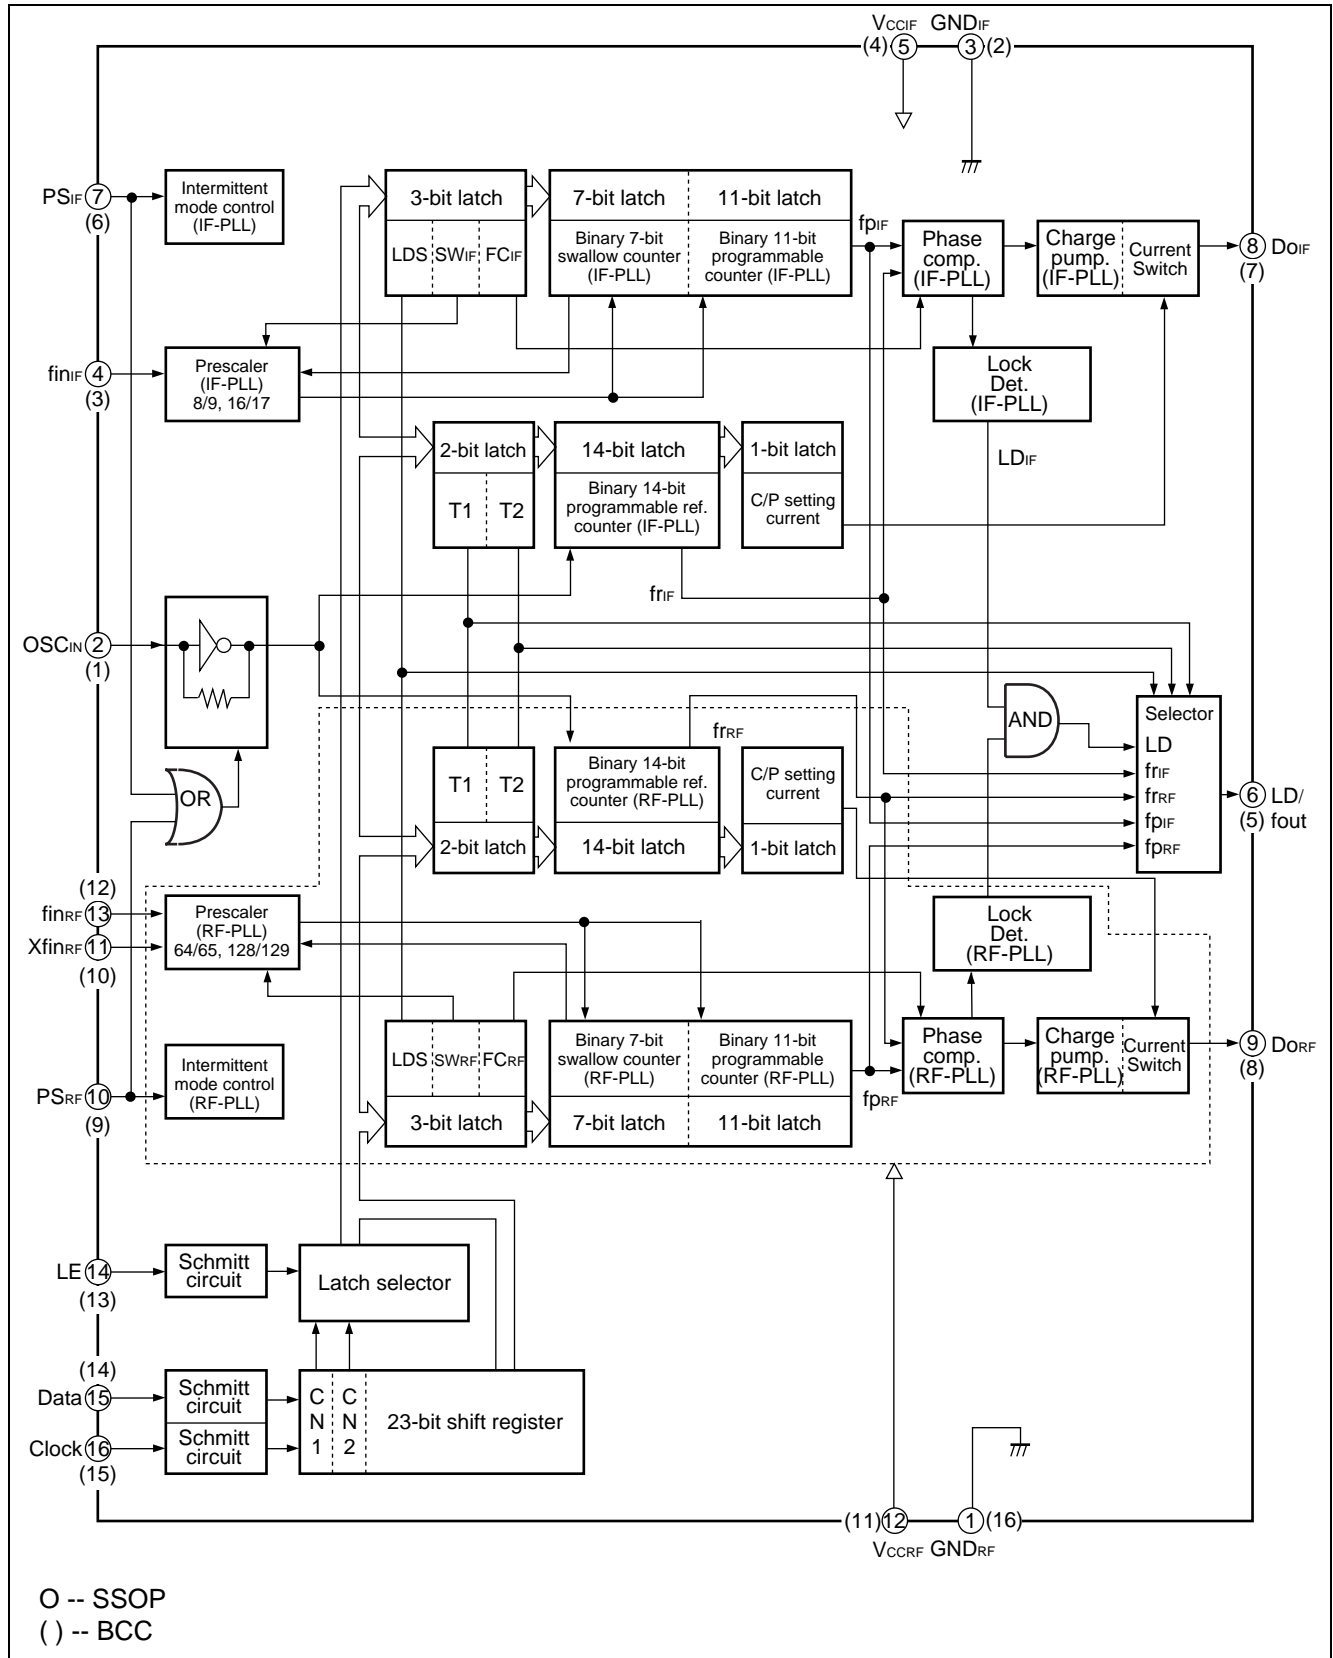 VCCIF GNDIF
(4) 5 3 (2)
PSIF 7
(6)
Intermittent
mode control
(IF-PLL)
3-bit latch
LDS SWIF FCIF
7-bit latch 11-bit latch
Binary 7-bit
swallow counter
(IF-PLL)
Binary 11-bit
programmable
counter (IF-PLL)
fpIF
Phase
comp.
(IF-PLL)
Charge
pump.
(IF-PLL)
Current
Switch
8 DoIF
(7)
finIF 4
(3)
Prescaler
(IF-PLL)
8/9, 16/17
Lock
Det.
(IF-PLL)
LDIF
2-bit latch
T1 T2
14-bit latch
Binary 14-bit
programmable ref.
counter (IF-PLL)
1-bit latch
C/P setting
current
frIF
OSCIN 2
(1)
OR
AND
Selector
LD
frIF
frRF
fpIF
fpRF
6 LD/
(5) fout
frRF
T1 T2
2-bit latch
Binary 14-bit
programmable ref.
counter (RF-PLL)
14-bit latch
C/P setting
current
1-bit latch
(12)
finRF 13
XfinRF 11
(10)
Prescaler
(RF-PLL)
64/65, 128/129
Lock
Det.
(RF-PLL)
LDS SWRF FCRF
3-bit latch
Binary 7-bit
swallow counter
(RF-PLL)
Binary 11-bit
programmable
counter (RF-PLL)
7-bit latch 11-bit latch
fpRF
Phase
comp.
(RF-PLL)
Charge
pump.
(RF-PLL)
Current
Switch
9 DoRF
(8)
PSRF 10
(9)
Intermittent
mode control
(RF-PLL)
LE 14
(13)
Schmitt
circuit
Latch selector
(14)
Data 15
Schmitt
circuit
Clock 16
(15)
Schmitt
circuit
C
N
1
C
N
2
23-bit shift register
(11) 12 1 (16)
VCCRF GNDRF
O -- SSOP
( ) -- BCC